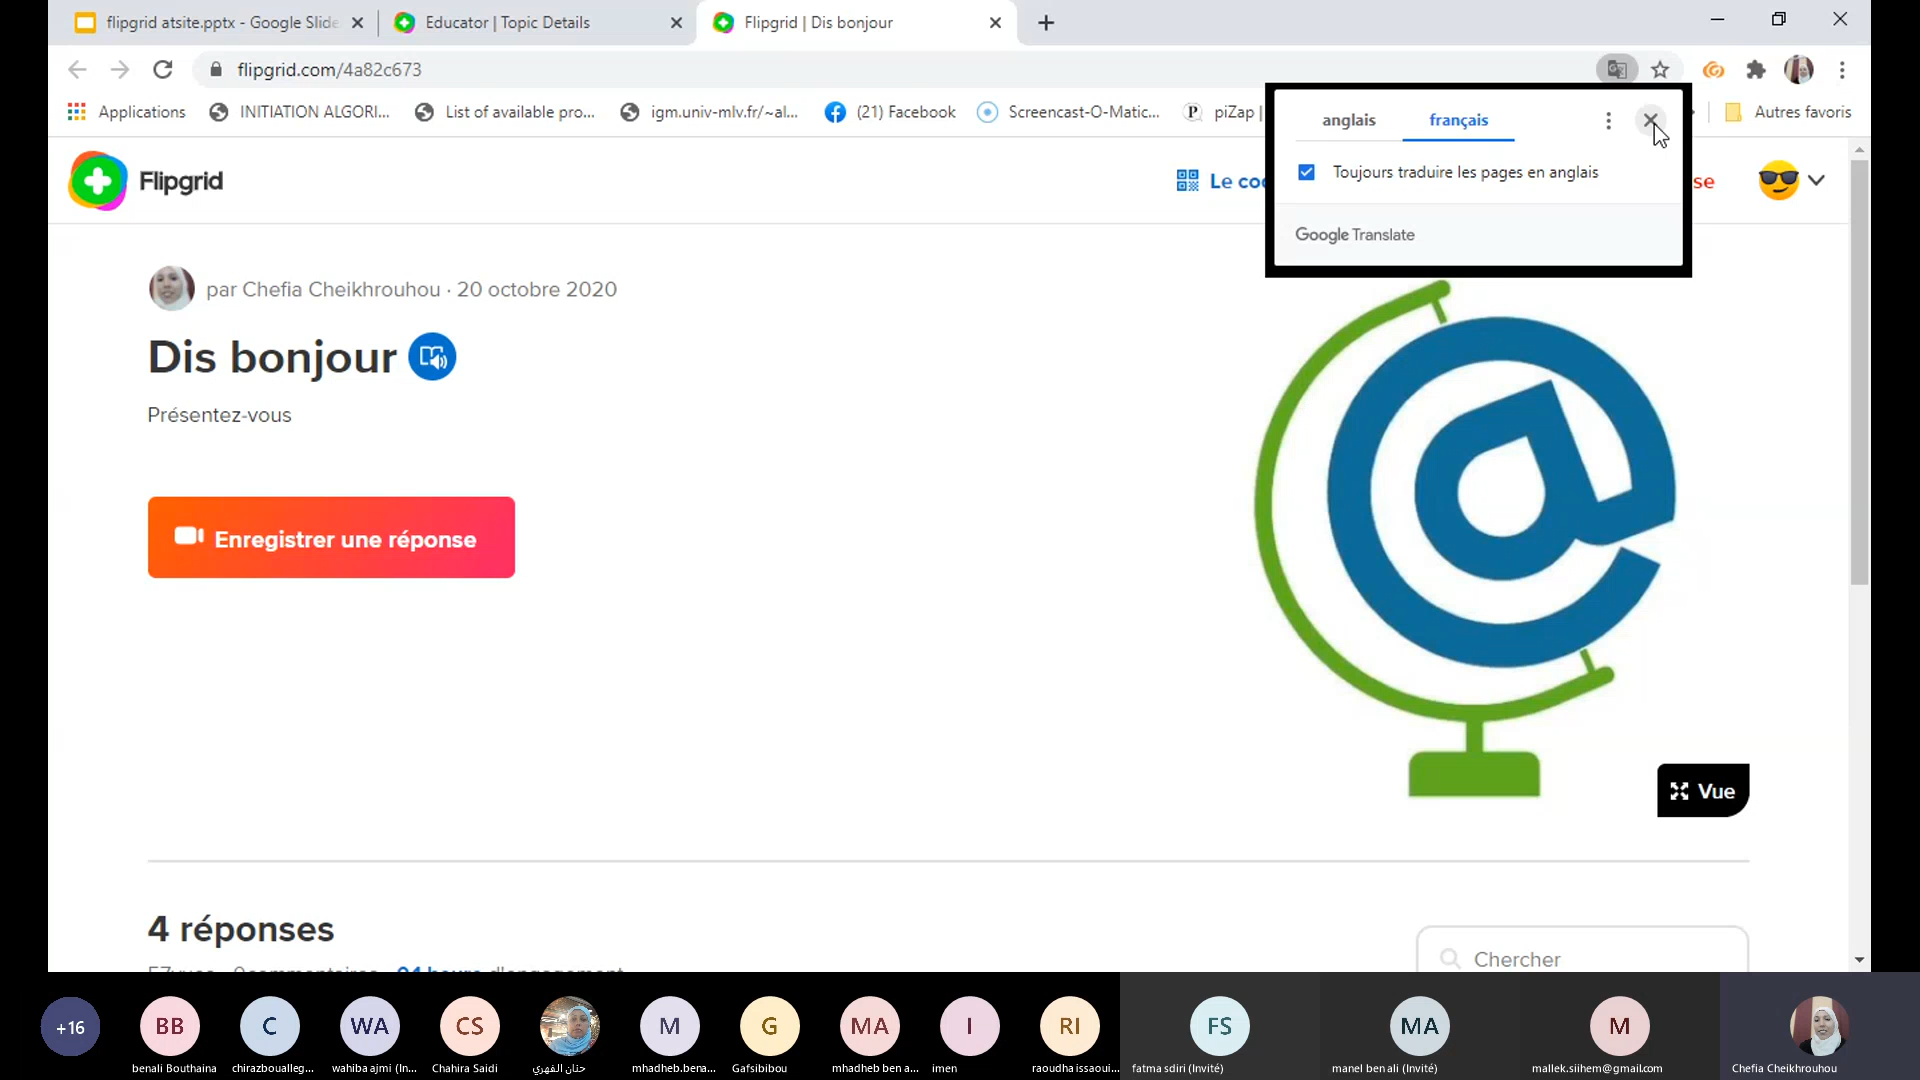 flipgrid atsite.pptx - Google Slide
Educator | Topic Details
Flipgrid | Dis bonjour
flipgrid.com/4a82c673
Applications
INITIATION ALGORI...
List of available pro...
igm.univ-mlv.fr/~al...
(21) Facebook
Screencast-O-Matic...
piZap |
Autres favoris
anglais
français
Toujours traduire les pages en anglais
Google Translate
Flipgrid
Le co
se
par Chefia Cheikhrouhou · 20 octobre 2020
Dis bonjour
Présentez-vous
Enregistrer une réponse
Vue
4 réponses
Chercher
+16
BB
C
WA
CS
M
G
MA
I
RI
FS
MA
M
benali Bouthaina
chirazboualleg...
wahiba ajmi (In...
Chahira Saidi
حنان الفهري
mhadheb.bena...
Gafsibibou
mhadheb ben a...
imen
raoudha issaoui...
fatma sdiri (Invité)
manel ben ali (Invité)
mallek.siihem@gmail.com
Chefia Cheikhrouhou